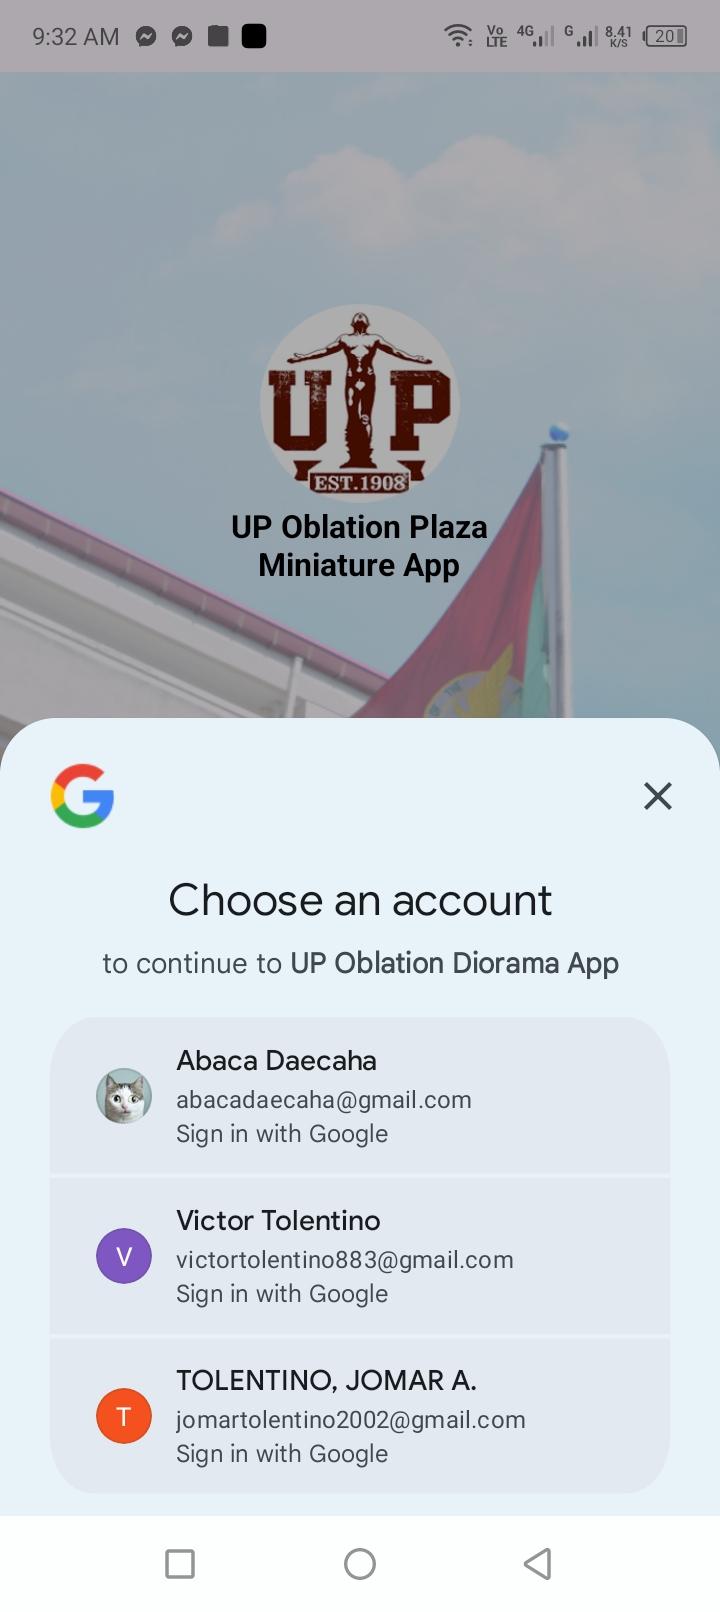 9:32 AM
Vo LTE 4G G 8.41 K/S 20
U P
EST.1908
UP Oblation Plaza
Miniature App
OF THE
G
Choose an account
to continue to UP Oblation Diorama App
Abaca Daecaha
abacadaecaha@gmail.com
Sign in with Google
V
Victor Tolentino
victortolentino883@gmail.com
Sign in with Google
T
TOLENTINO, JOMAR A.
jomartolentino2002@gmail.com
Sign in with Google